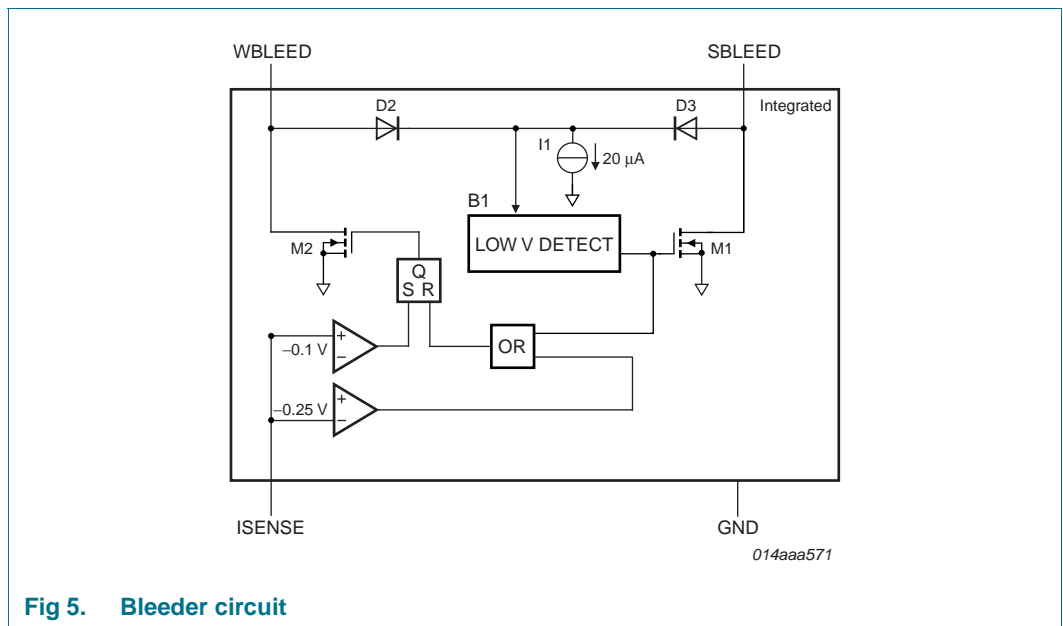 WBLEED
SBLEED
Integrated
D2
D3
I1
20 μA
B1
LOW V DETECT
M2
M1
Q
S R
OR
+
−0.1 V
−
+
−0.25 V
−
ISENSE
GND
014aaa571
Fig 5. Bleeder circuit